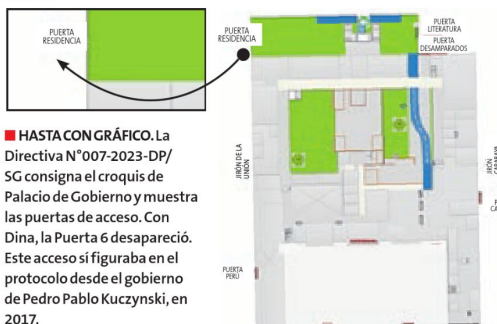 PUERTA
RESIDENCIA
HASTA CON GRÁFICO. La
Directiva N°007-2023-DP/
SG consigna el croquis de
Palacio de Gobierno y muestra
las puertas de acceso. Con
Dina, la Puerta 6 desapareció.
Este acceso si figuraba en el
protocolo desde el gobierno
de Pedro Pablo Kuczynski, en
2017.
PUERTA
RESIDENCIA
PUERTA
LITERATURA
PUERTA
DESAMPARADOS
JIRÓN DE LA
UNIÓN
JIRÓN
PUERTA
PERÚ